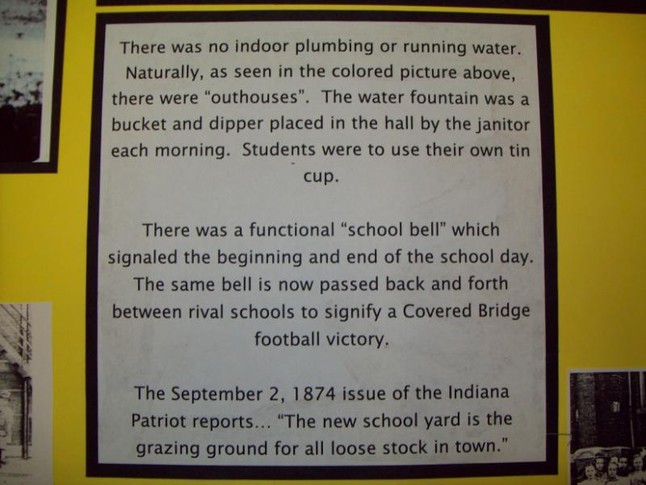 There was no indoor plumbing or running water.
Naturally, as seen in the colored picture above,
there were “outhouses”. The water fountain was a
bucket and dipper placed in the hall by the janitor
each morning. Students were to use their own tin
cup.
There was a functional “school bell” which
signaled the beginning and end of the school day.
The same bell is now passed back and forth
between rival schools to signify a Covered Bridge
football victory.
The September 2, 1874 issue of the Indiana
Patriot reports... “The new school yard is the
grazing ground for all loose stock in town.”